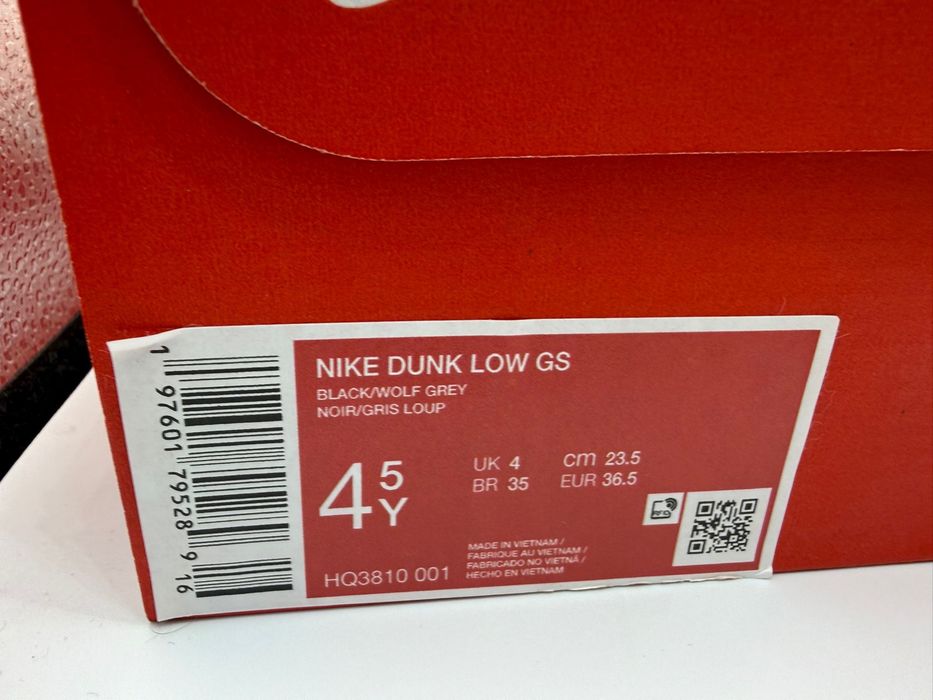 NIKE DUNK LOW GS
BLACK/WOLF GREY
NOIR/GRIS LOUP
4 5 Y
UK 4 cm 23.5
BR 35 EUR 36.5
RFID
MADE IN VIETNAM /
FABRIQUE AU VIETNAM /
FABRICADO NO VIETNÃ /
HECHO EN VIETNAM
HQ3810 001
1 97601 79528 9 16